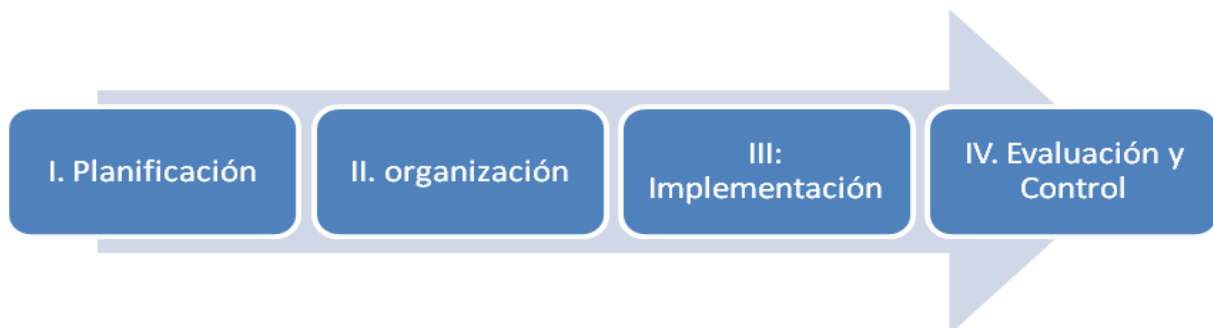 I. Planificación
II. organización
III:
Implementación
IV. Evaluación y
Control